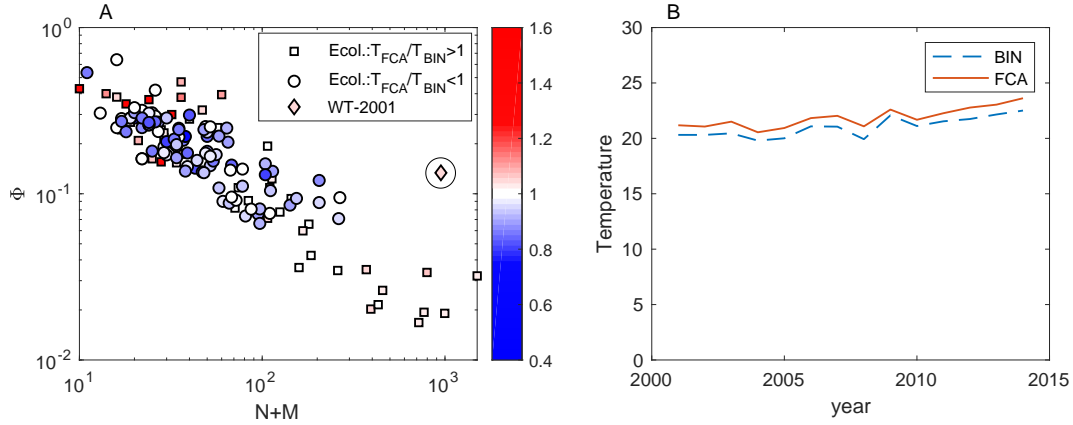 A
Φ
10^0
10^-1
10^-2
10^1
10^2
10^3
N+M
Ecol.:T_FCA/T_BIN>1
Ecol.:T_FCA/T_BIN<1
WT-2001
1.6
1.4
1.2
1
0.8
0.6
0.4
B
Temperature
30
25
20
15
10
5
0
2000
2005
2010
2015
year
BIN
FCA